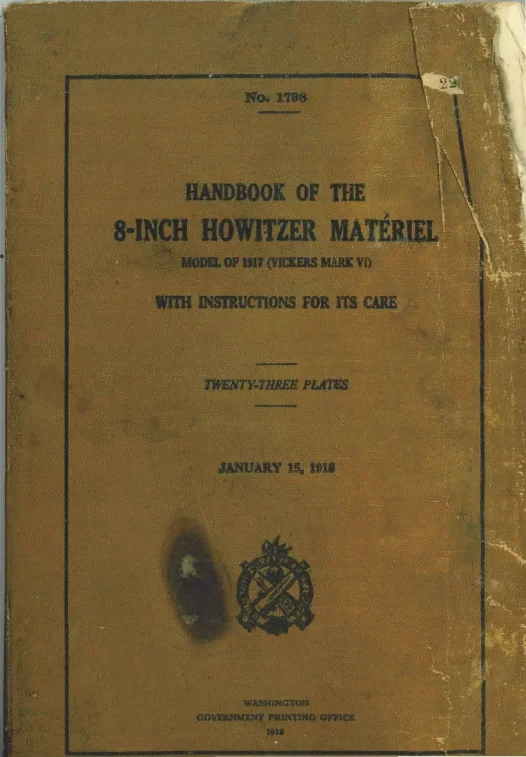 29
No. 1798
HANDBOOK OF THE
8-INCH HOWITZER MATÉRIEL
MODEL OF 1917 (VICKERS MARK VI)
WITH INSTRUCTIONS FOR ITS CARE
TWENTY-THREE PLATES
JANUARY 15, 1918
WASHINGTON
GOVERNMENT PRINTING OFFICE
1918